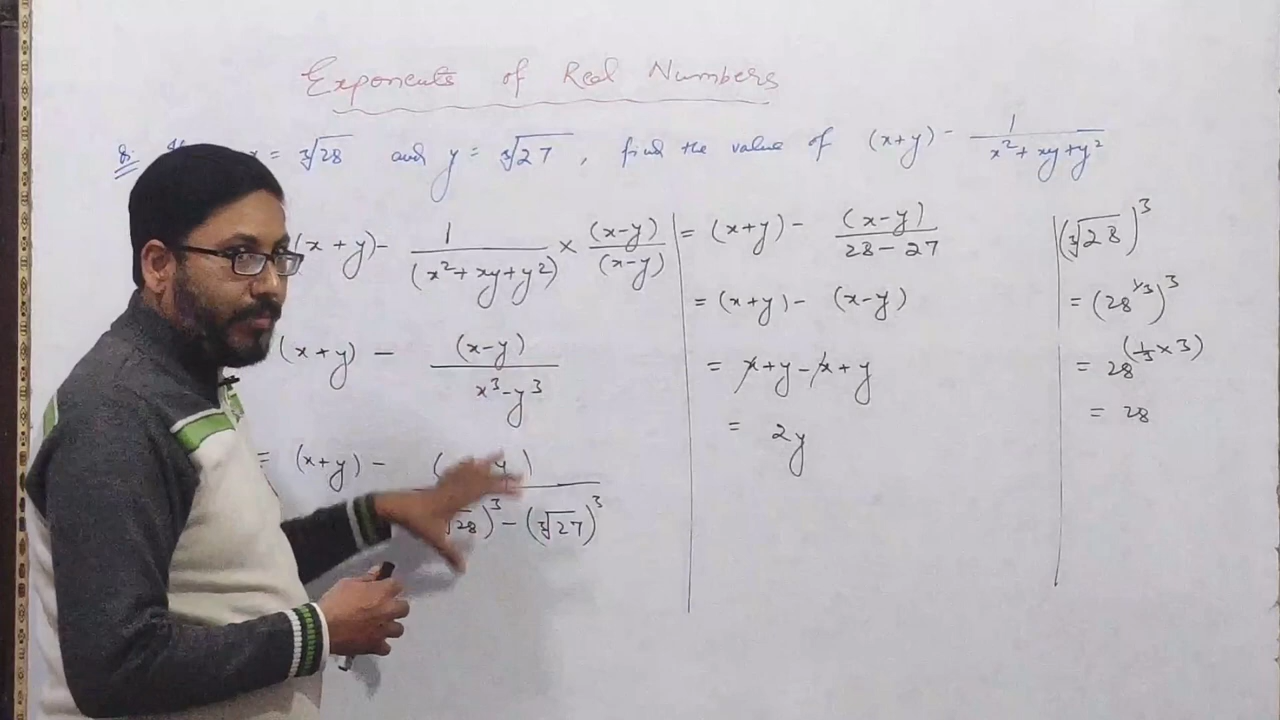 Exponents of Real Numbers
Q: x = ∛28 and y = ∛27, find the value of (x+y) - 1/(x²+xy+y²)
(x+y) - 1/(x²+xy+y²) × (x-y)/(x-y)
(x+y) - (x-y)/(x³-y³)
= (x+y) - ( y)/(√28)³-(∛27)³
= (x+y) - (x-y)/(28-27)
= (x+y) - (x-y)
= x+y-x+y
= 2y
(∛28)³
= (28^(1/3))³
= 28^(1/3 × 3)
= 28